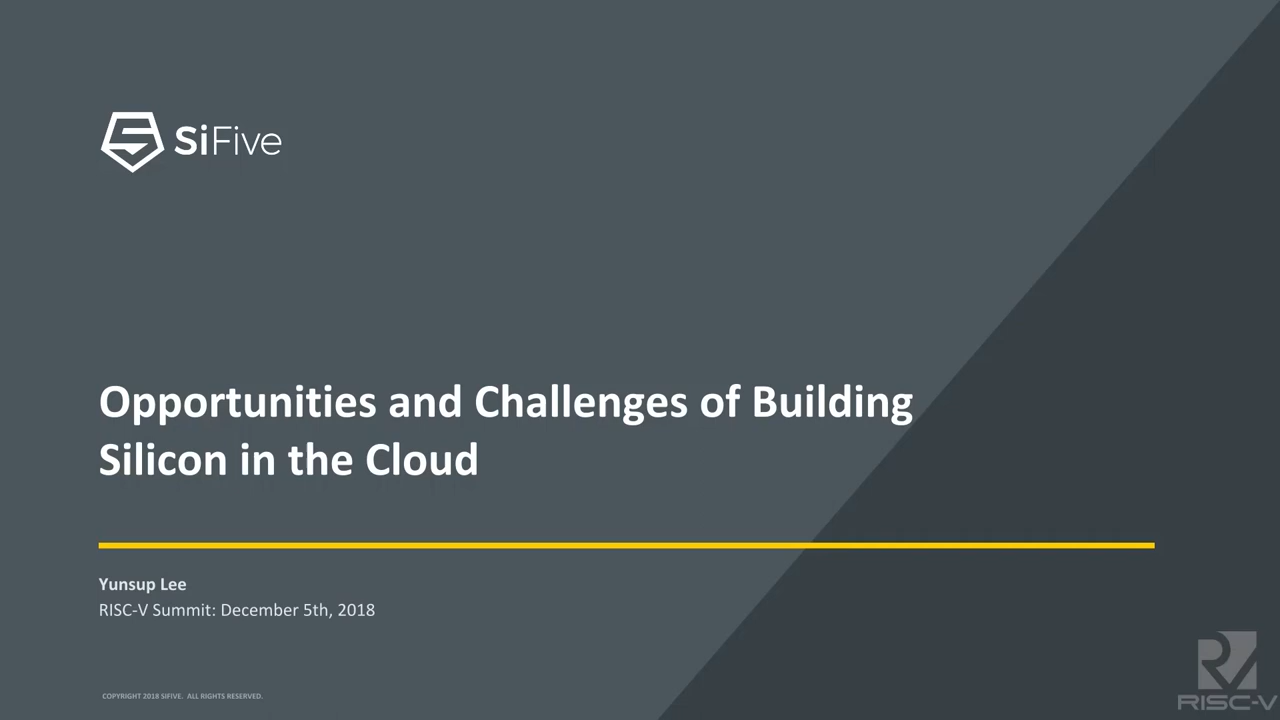 SiFive
Opportunities and Challenges of Building
Silicon in the Cloud
Yunsup Lee
RISC-V Summit: December 5th, 2018
COPYRIGHT 2018 SIFIVE. ALL RIGHTS RESERVED.
RISC-V